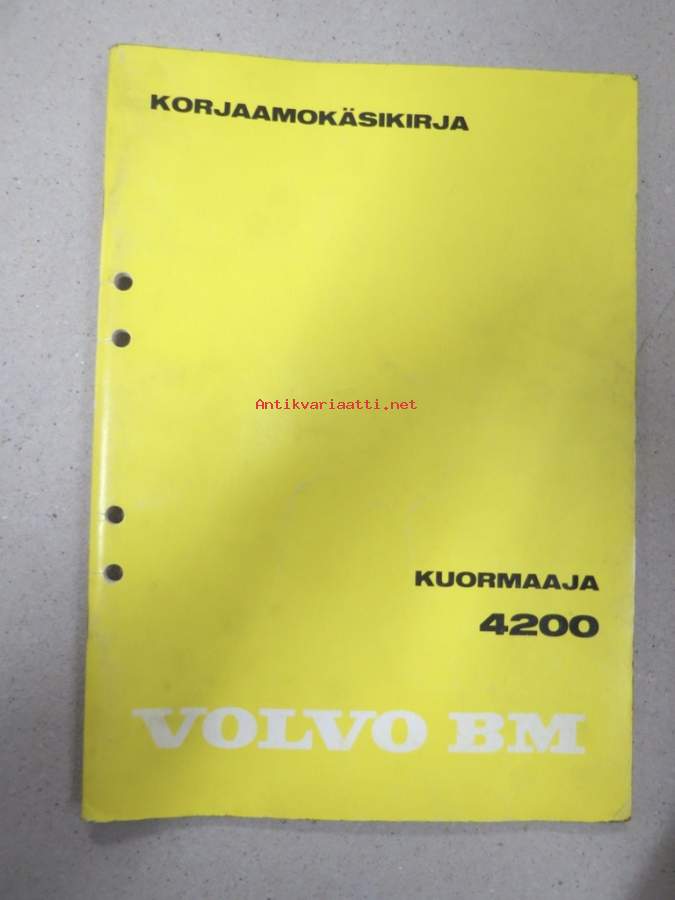 KORJAAMOKÄSIKIRJA
Antikvariaatti.net
KUORMAAJA
4200
VOLVO BM